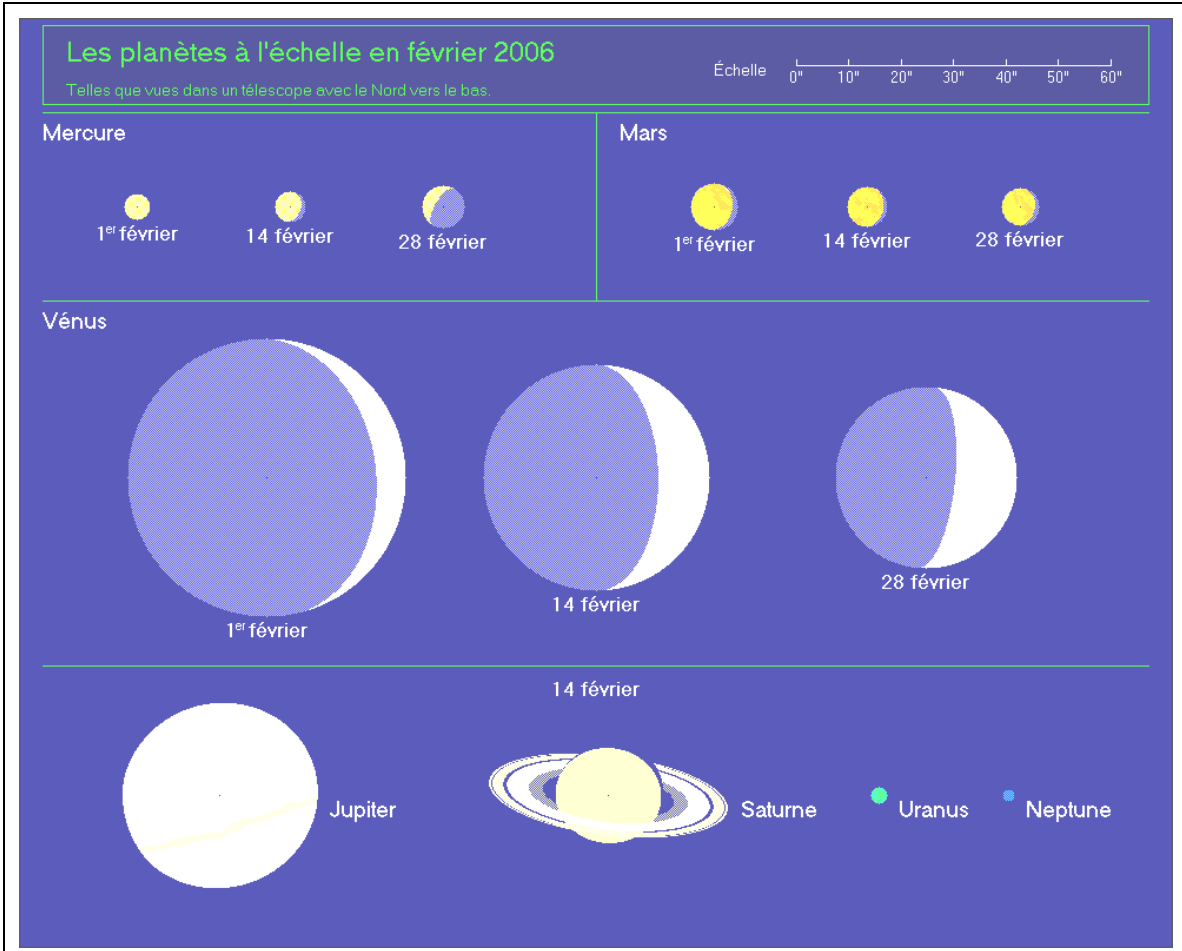 Les planètes à l'échelle en février 2006
Telles que vues dans un télescope avec le Nord vers le bas.
Échelle
0" 10" 20" 30" 40" 50" 60"
Mercure
1er février 14 février 28 février
Mars
1er février 14 février 28 février
Vénus
1er février
14 février
28 février
14 février
Jupiter
Saturne
Uranus
Neptune